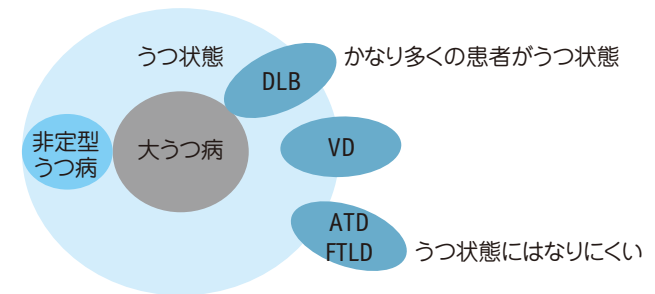 うつ状態
かなり多くの患者がうつ状態
DLB
非定型
うつ病
大うつ病
VD
ATD
FTLD
うつ状態にはなりにくい